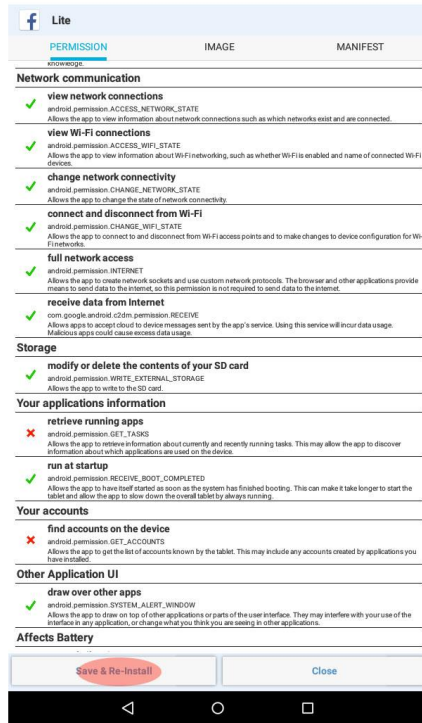 Lite
PERMISSION IMAGE MANIFEST
knowledge.
Network communication
view network connections
android.permission.ACCESS_NETWORK_STATE
Allows the app to view information about network connections such as which networks exist and are connected.
view Wi-Fi connections
android.permission.ACCESS_WIFI_STATE
Allows the app to view information about Wi-Fi networking, such as whether Wi-Fi is enabled and name of connected Wi-Fi
devices.
change network connectivity
android.permission.CHANGE_NETWORK_STATE
Allows the app to change the state of network connectivity.
connect and disconnect from Wi-Fi
android.permission.CHANGE_WIFI_STATE
Allows the app to connect to and disconnect from Wi-Fi access points and to make changes to device configuration for Wi-
Fi networks.
full network access
android.permission.INTERNET
Allows the app to create network sockets and use custom network protocols. The browser and other applications provide
means to send data to the internet, so this permission is not required to send data to the internet.
receive data from Internet
com.google.android.c2dm.permission.RECEIVE
Allows apps to accept cloud to device messages sent by the app's service. Using this service will incur data usage.
Malicious apps could cause excess data usage.
Storage
modify or delete the contents of your SD card
android.permission.WRITE_EXTERNAL_STORAGE
Allows the app to write to the SD card.
Your applications information
retrieve running apps
android.permission.GET_TASKS
Allows the app to retrieve information about currently and recently running tasks. This may allow the app to discover
information about which applications are used on the device.
run at startup
android.permission.RECEIVE_BOOT_COMPLETED
Allows the app to have itself started as soon as the system has finished booting. This can make it take longer to start the
tablet and allow the app to slow down the overall tablet by always running.
Your accounts
find accounts on the device
android.permission.GET_ACCOUNTS
Allows the app to get the list of accounts known by the tablet. This may include any accounts created by applications you
have installed.
Other Application UI
draw over other apps
android.permission.SYSTEM_ALERT_WINDOW
Allows the app to draw on top of other applications or parts of the user interface. They may interfere with your use of the
interface in any application, or change what you think you are seeing in other applications.
Affects Battery
Save & Re-Install Close